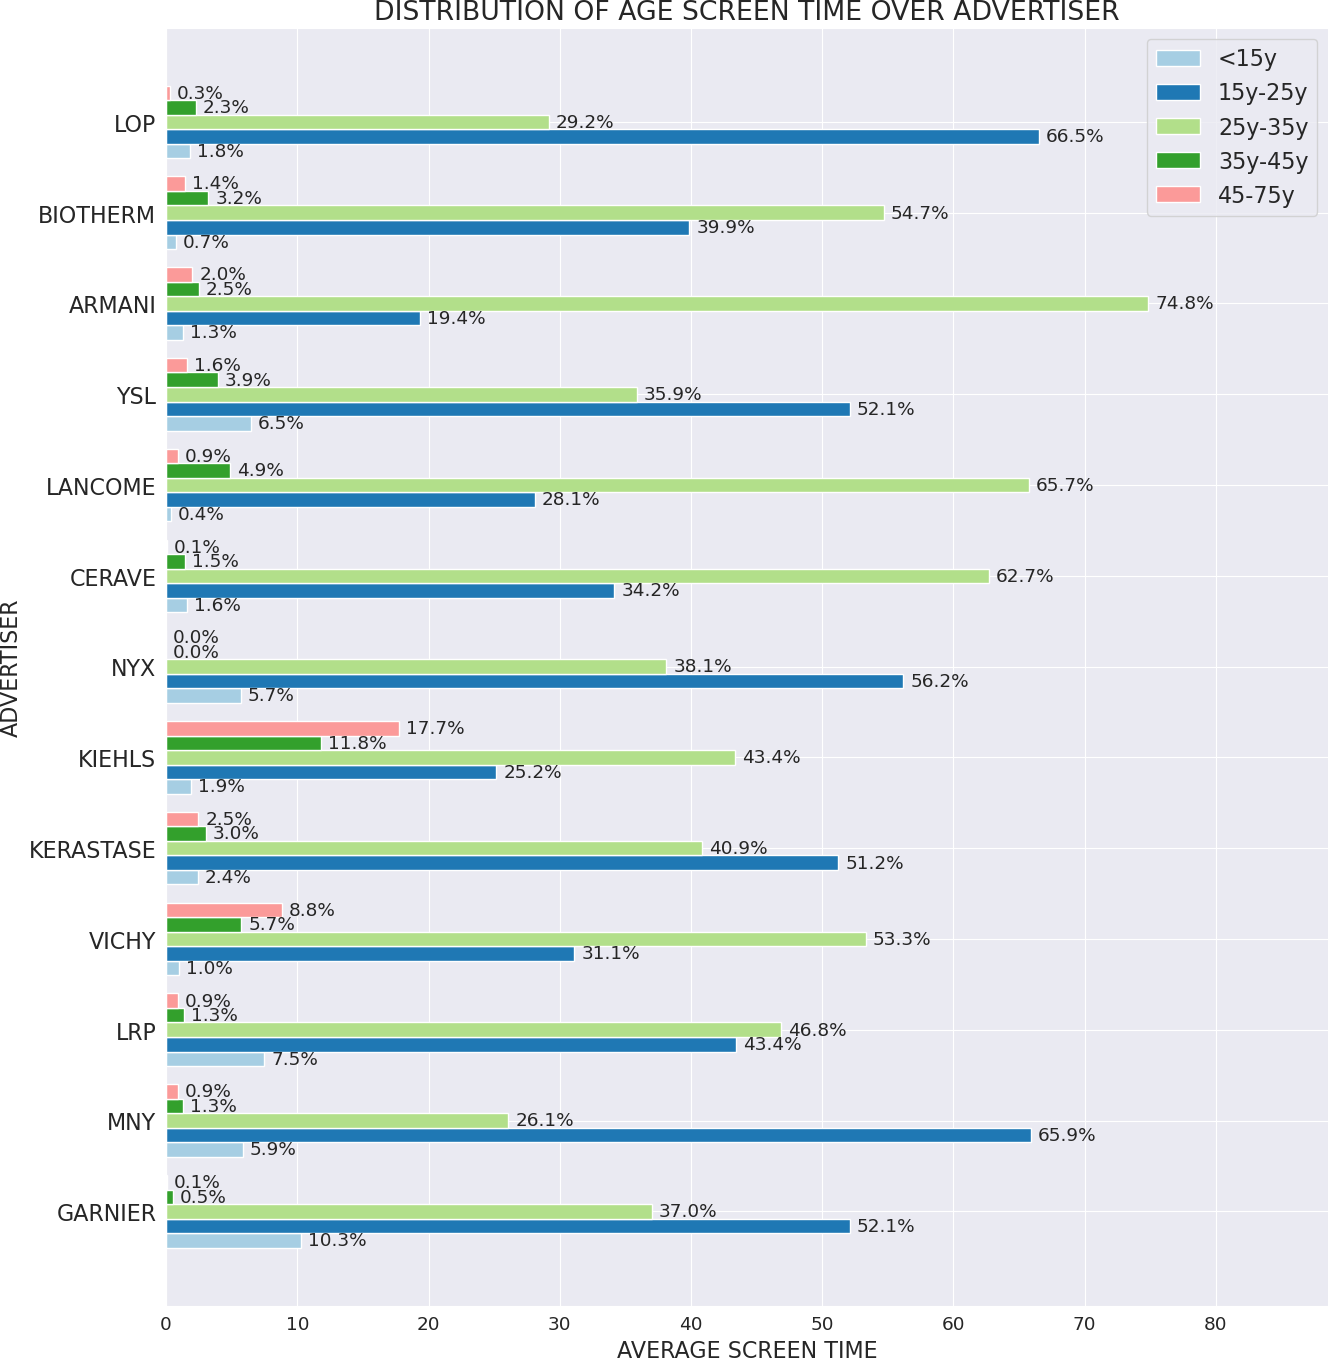 DISTRIBUTION OF AGE SCREEN TIME OVER ADVERTISER
<15y
15y-25y
25y-35y
35y-45y
45-75y
ADVERTISER
LOP
0.3%
2.3%
29.2%
66.5%
1.8%
BIOTHERM
1.4%
3.2%
54.7%
39.9%
0.7%
ARMANI
2.0%
2.5%
74.8%
19.4%
1.3%
YSL
1.6%
3.9%
35.9%
52.1%
6.5%
LANCOME
0.9%
4.9%
65.7%
28.1%
0.4%
CERAVE
0.1%
1.5%
62.7%
34.2%
1.6%
NYX
0.0%
0.0%
38.1%
56.2%
5.7%
KIEHLS
17.7%
11.8%
43.4%
25.2%
1.9%
KERASTASE
2.5%
3.0%
40.9%
51.2%
2.4%
VICHY
8.8%
5.7%
53.3%
31.1%
1.0%
LRP
0.9%
1.3%
46.8%
43.4%
7.5%
MNY
0.9%
1.3%
26.1%
65.9%
5.9%
GARNIER
0.1%
0.5%
37.0%
52.1%
10.3%
0 10 20 30 40 50 60 70 80
AVERAGE SCREEN TIME